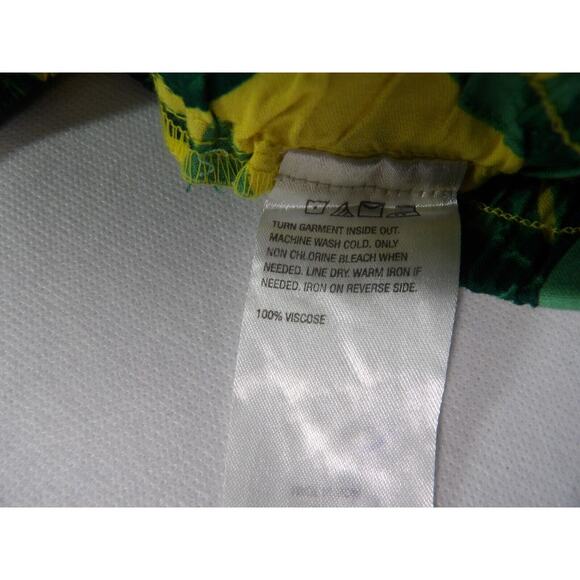 TURN GARMENT INSIDE OUT.
MACHINE WASH COLD. ONLY
NON CHLORINE BLEACH WHEN
NEEDED. LINE DRY. WARM IRON IF
NEEDED. IRON ON REVERSE SIDE.
100% VISCOSE